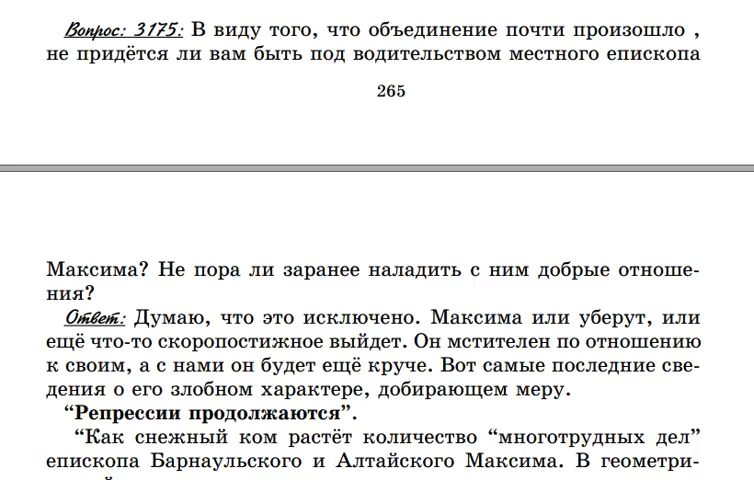 Вопрос: 3175: В виду того, что объединение почти произошло ,
не придётся ли вам быть под водительством местного епископа
265
Максима? Не пора ли заранее наладить с ним добрые отноше-
ния?
Ответ: Думаю, что это исключено. Максима или уберут, или
ещё что-то скоропостижное выйдет. Он мстителен по отношению
к своим, а с нами он будет ещё круче. Вот самые последние све-
дения о его злобном характере, добирающем меру.
“Репрессии продолжаются”.
“Как снежный ком растёт количество “многотрудных дел”
епископа Барнаульского и Алтайского Максима. В геометри-